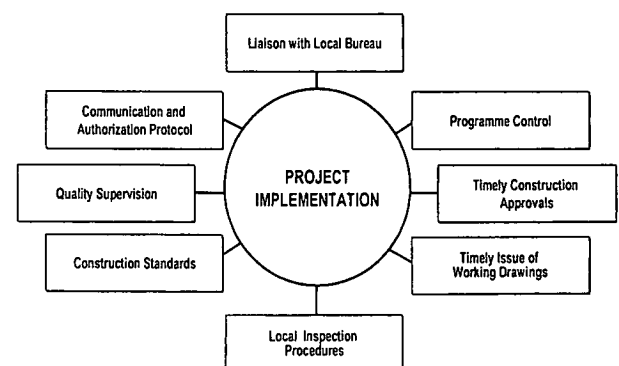 Liaison with Local Bureau
Communication and
Authorization Protocol
Programme Control
PROJECT
IMPLEMENTATION
Quality Supervision
Timely Construction
Approvals
Construction Standards
Timely Issue of
Working Drawings
Local Inspection
Procedures